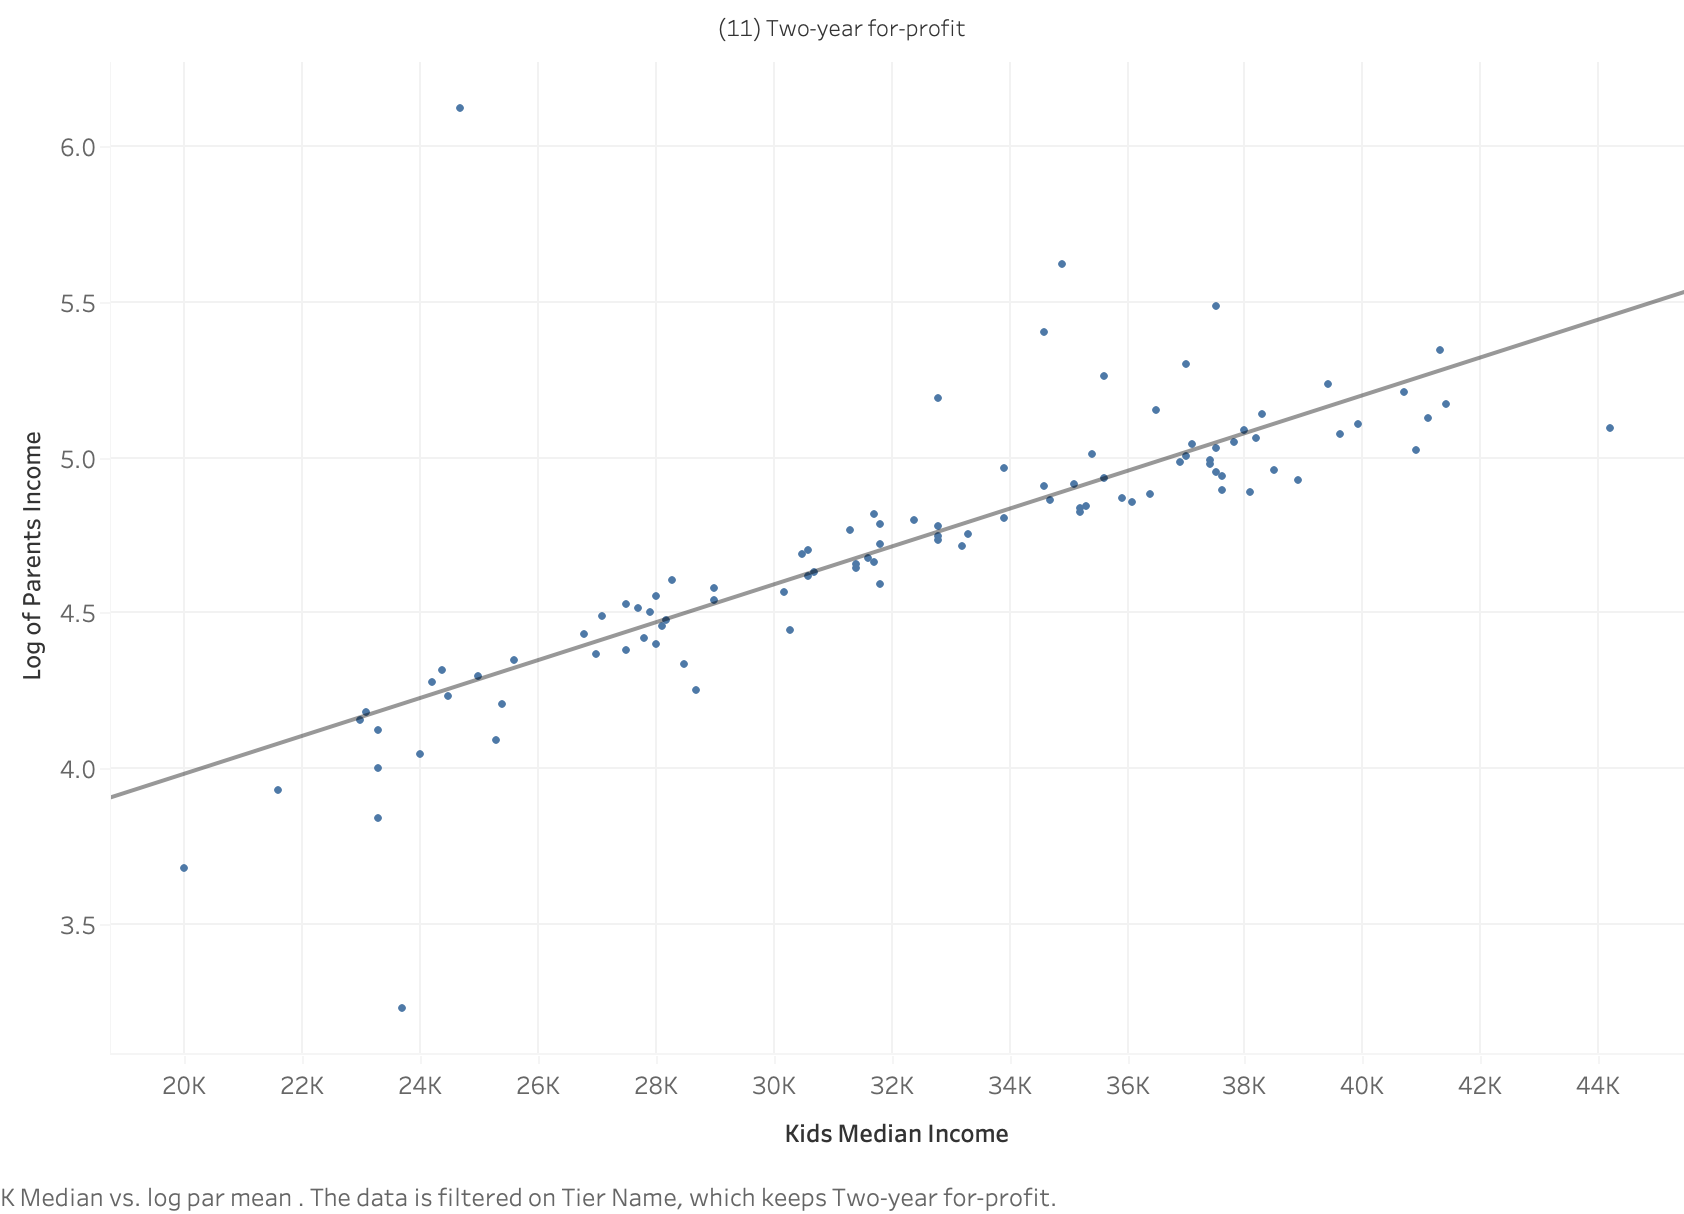 (11) Two-year for-profit
6.0
5.5
5.0
4.5
4.0
3.5
Log of Parents Income
20K 22K 24K 26K 28K 30K 32K 34K 36K 38K 40K 42K 44K
Kids Median Income
K Median vs. log par mean . The data is filtered on Tier Name, which keeps Two-year for-profit.